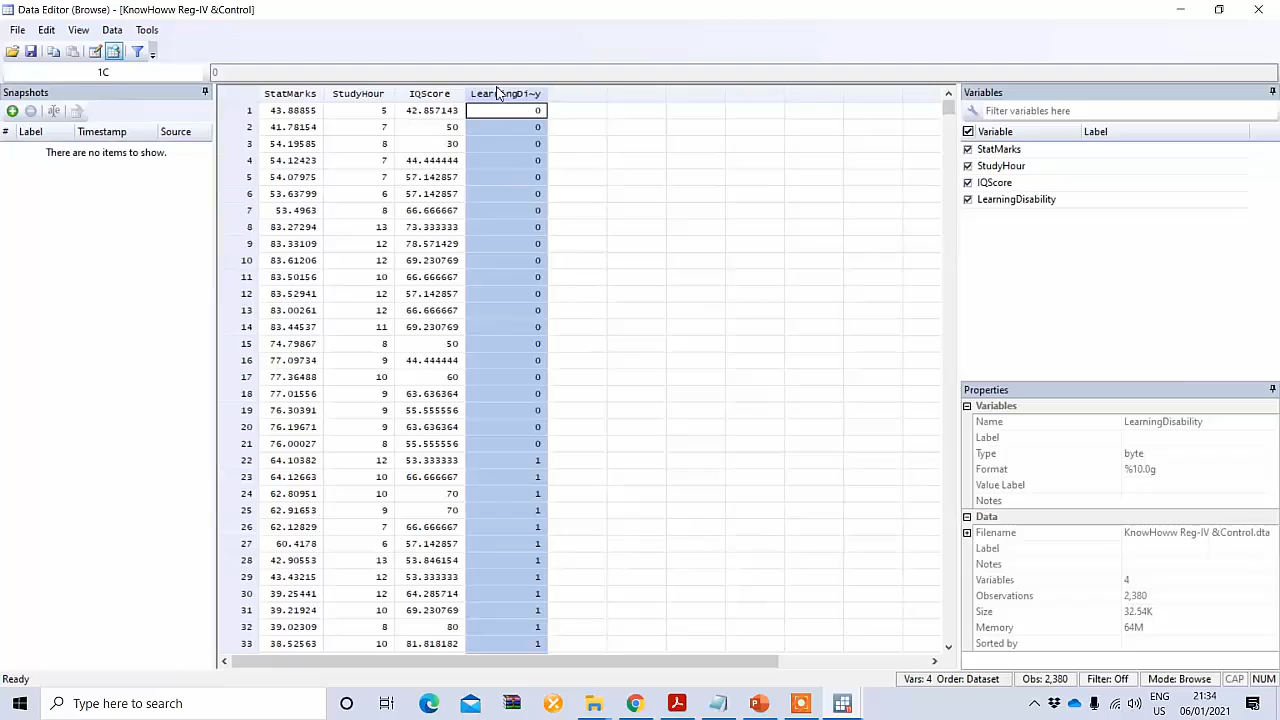 Data Editor (Browse) - [KnowHoww Reg-IV &Control]
File Edit View Data Tools
1C 0
Snapshots
# Label Timestamp Source
There are no items to show.
StatMarks StudyHour IQScore LearningDi~y
1 43.88855 5 42.857143 0
2 41.78154 7 50 0
3 54.19585 8 30 0
4 54.12423 7 44.444444 0
5 54.07975 7 57.142857 0
6 53.63799 6 57.142857 0
7 53.4963 8 66.666667 0
8 83.27294 13 73.333333 0
9 83.33109 12 78.571429 0
10 83.61206 12 69.230769 0
11 83.50156 10 66.666667 0
12 83.52941 12 57.142857 0
13 83.00261 12 66.666667 0
14 83.44537 11 69.230769 0
15 74.79867 8 50 0
16 77.09734 9 44.444444 0
17 77.36488 10 60 0
18 77.01556 9 63.636364 0
19 76.30391 9 55.555556 0
20 76.19671 9 63.636364 0
21 76.00027 8 55.555556 0
22 64.10382 12 53.333333 1
23 64.12663 10 66.666667 1
24 62.80951 10 70 1
25 62.91653 9 70 1
26 62.12829 7 66.666667 1
27 60.4178 6 57.142857 1
28 42.90553 13 53.846154 1
29 43.43215 12 53.333333 1
30 39.25441 12 64.285714 1
31 39.21924 10 69.230769 1
32 39.02309 8 80 1
33 38.52563 10 81.818182 1
Variables
Filter variables here
Variable Label
StatMarks
StudyHour
IQScore
LearningDisability
Properties
Variables
Name LearningDisability
Label
Type byte
Format %10.0g
Value Label
Notes
Data
Filename KnowHoww Reg-IV &Control.dta
Label
Notes
Variables 4
Observations 2,380
Size 32.54K
Memory 64M
Sorted by
Ready Vars: 4 Order: Dataset Obs: 2,380 Filter: Off Mode: Browse CAP NUM
Type here to search
ENG
US
21:34
06/01/2021